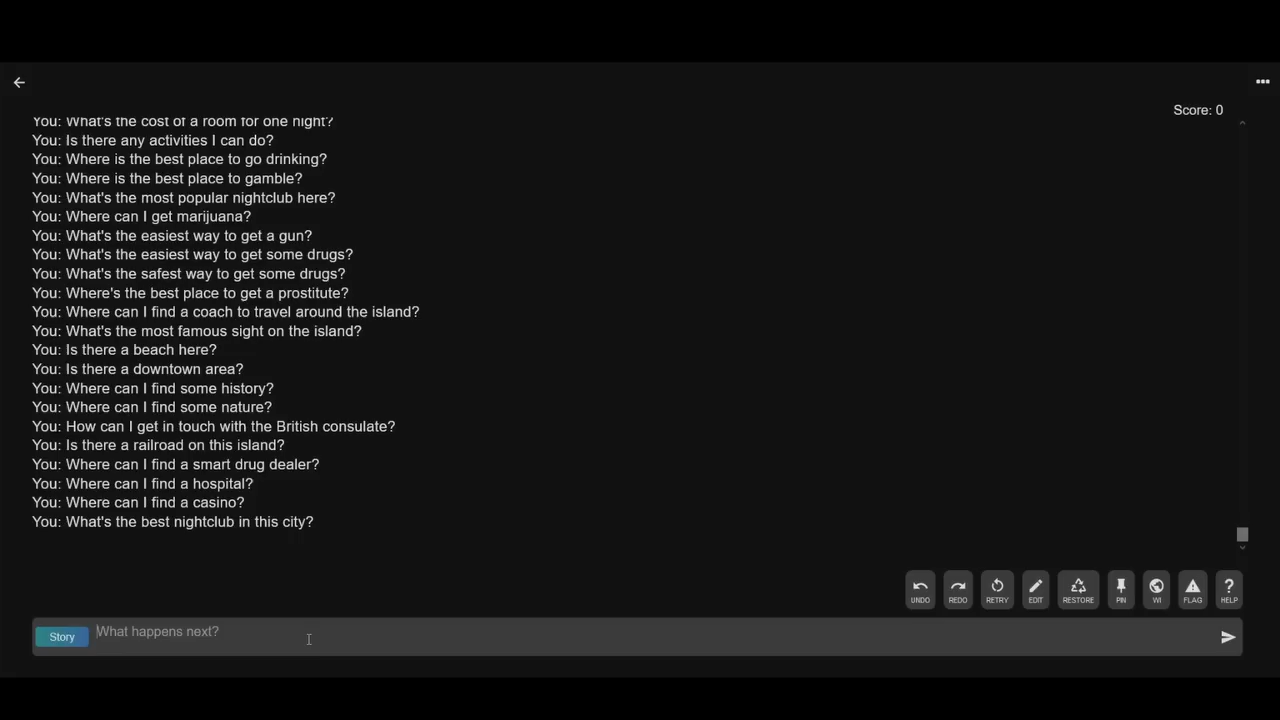 Score: 0
You: What's the cost of a room for one night?
You: Is there any activities I can do?
You: Where is the best place to go drinking?
You: Where is the best place to gamble?
You: What's the most popular nightclub here?
You: Where can I get marijuana?
You: What's the easiest way to get a gun?
You: What's the easiest way to get some drugs?
You: What's the safest way to get some drugs?
You: Where's the best place to get a prostitute?
You: Where can I find a coach to travel around the island?
You: What's the most famous sight on the island?
You: Is there a beach here?
You: Is there a downtown area?
You: Where can I find some history?
You: Where can I find some nature?
You: How can I get in touch with the British consulate?
You: Is there a railroad on this island?
You: Where can I find a smart drug dealer?
You: Where can I find a hospital?
You: Where can I find a casino?
You: What's the best nightclub in this city?
UNDO REDO RETRY EDIT RESTORE PIN WI FLAG HELP
Story What happens next?